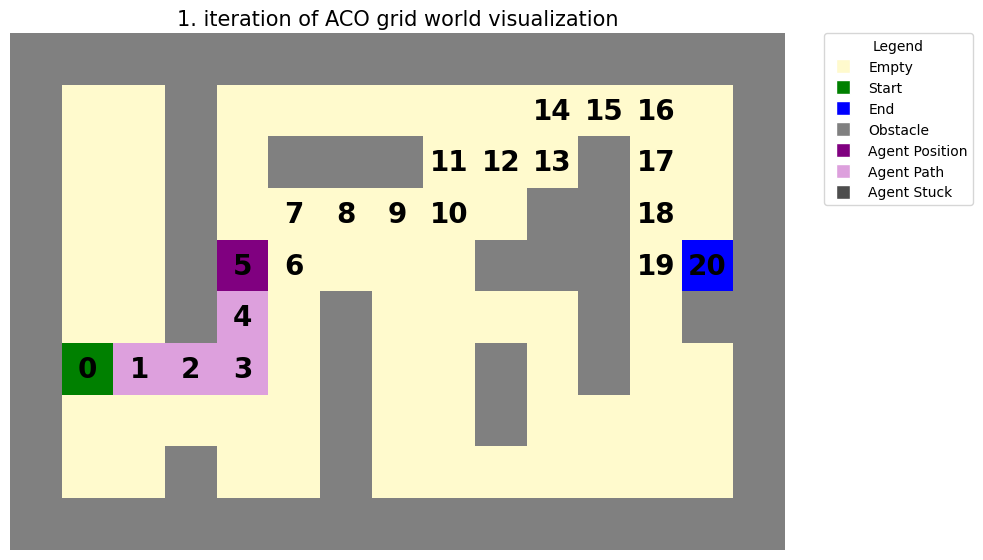 1. iteration of ACO grid world visualization
14 15 16
11 12 13 17
7 8 9 10 18
5 6 19 20
4
0 1 2 3
Legend
Empty
Start
End
Obstacle
Agent Position
Agent Path
Agent Stuck